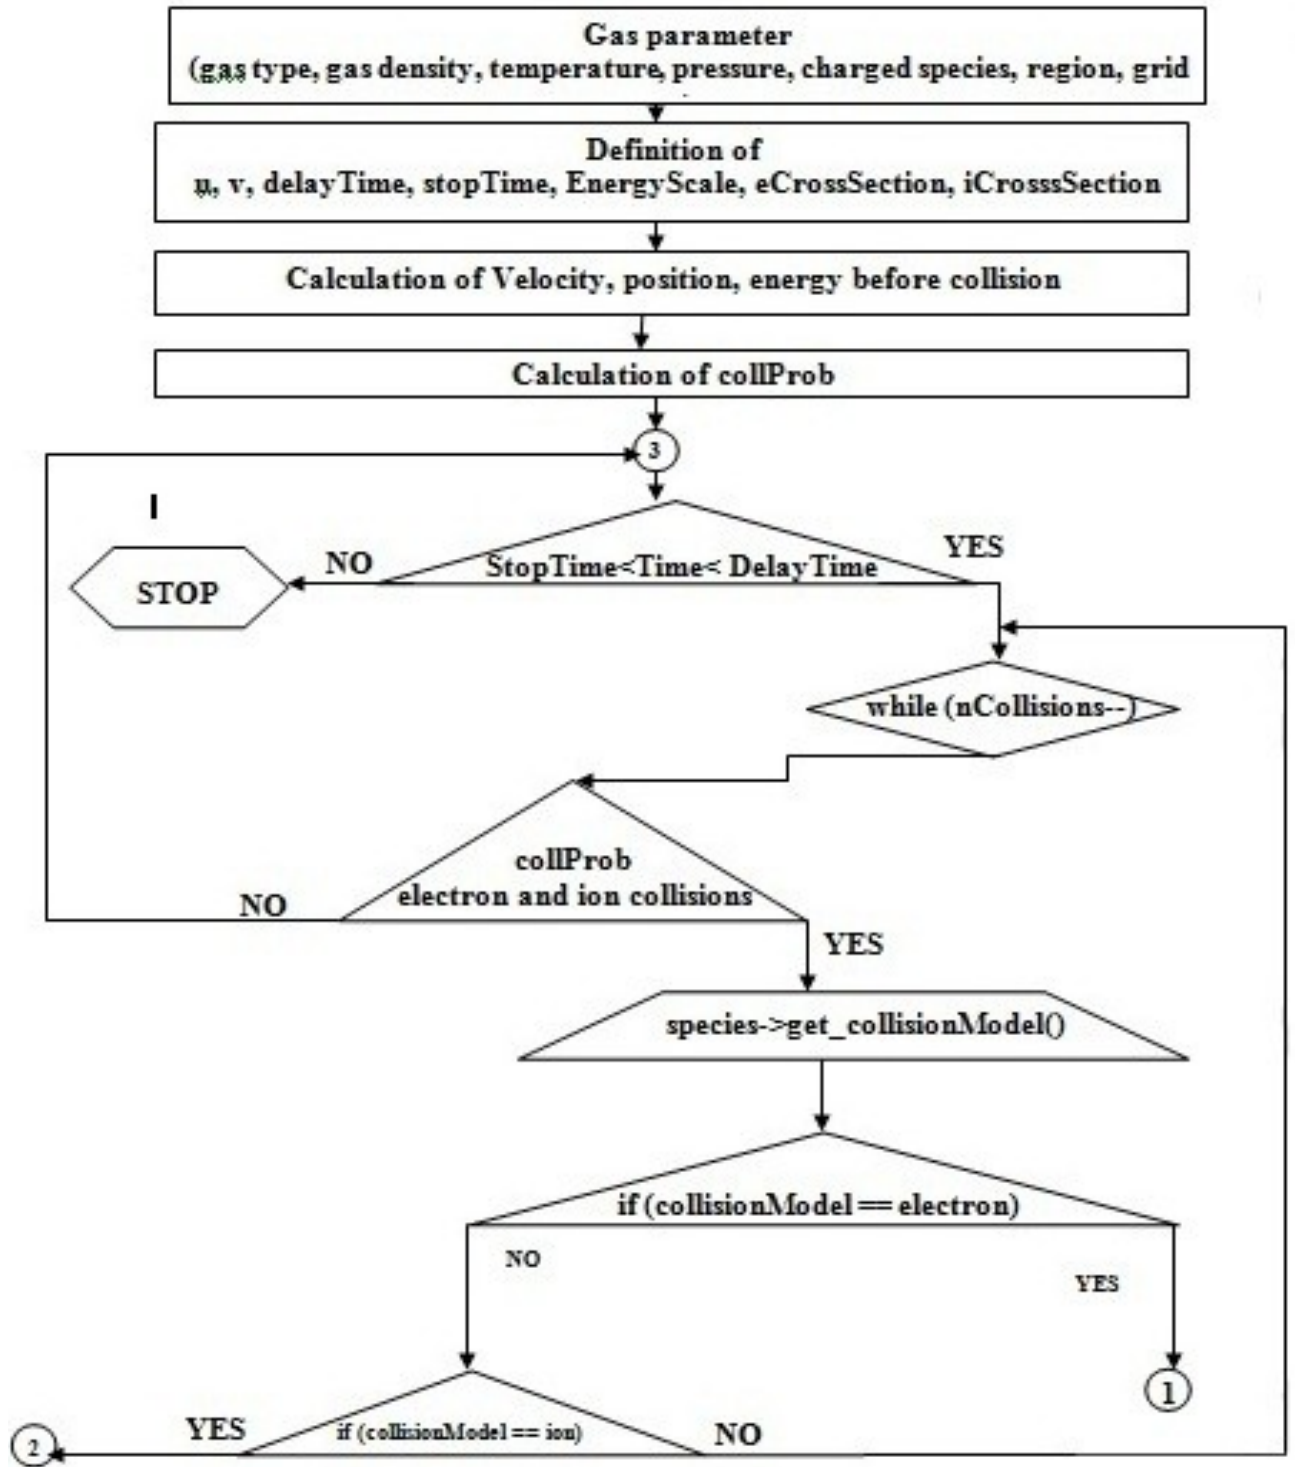 Gas parameter
(gas type, gas density, temperature, pressure, charged species, region, grid
Definition of
µ, v, delayTime, stopTime, EnergyScale, eCrossSection, iCrosssSection
Calculation of Velocity, position, energy before collision
Calculation of collProb
3
StopTime<Time< DelayTime
NO
YES
STOP
while (nCollisions--)
collProb
electron and ion collisions
NO
YES
species->get_collisionModel()
if (collisionModel == electron)
NO
YES
1
if (collisionModel == ion)
YES
NO
2